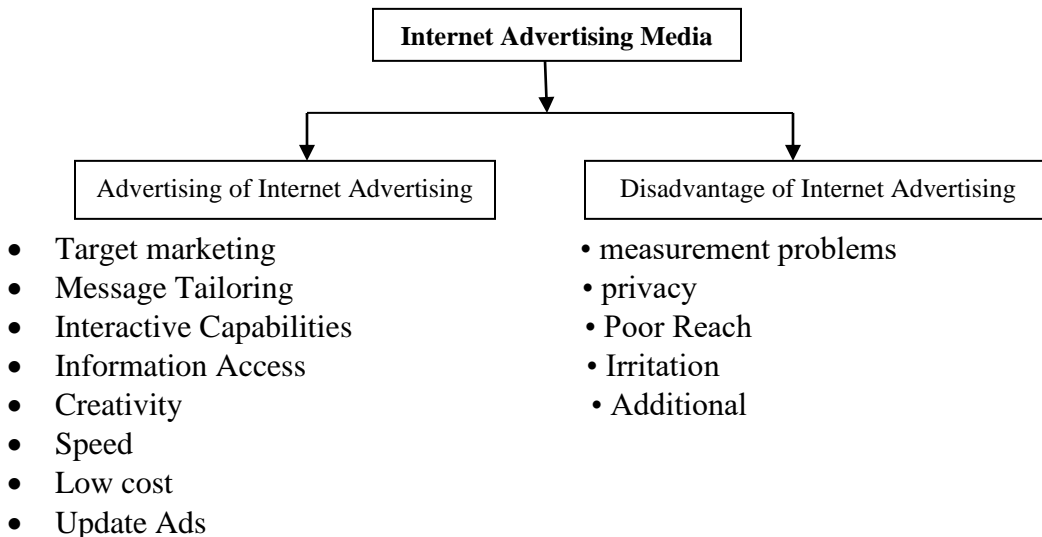 Internet Advertising Media
Advertising of Internet Advertising
Disadvantage of Internet Advertising
• Target marketing
• Message Tailoring
• Interactive Capabilities
• Information Access
• Creativity
• Speed
• Low cost
• Update Ads
• measurement problems
• privacy
• Poor Reach
• Irritation
• Additional